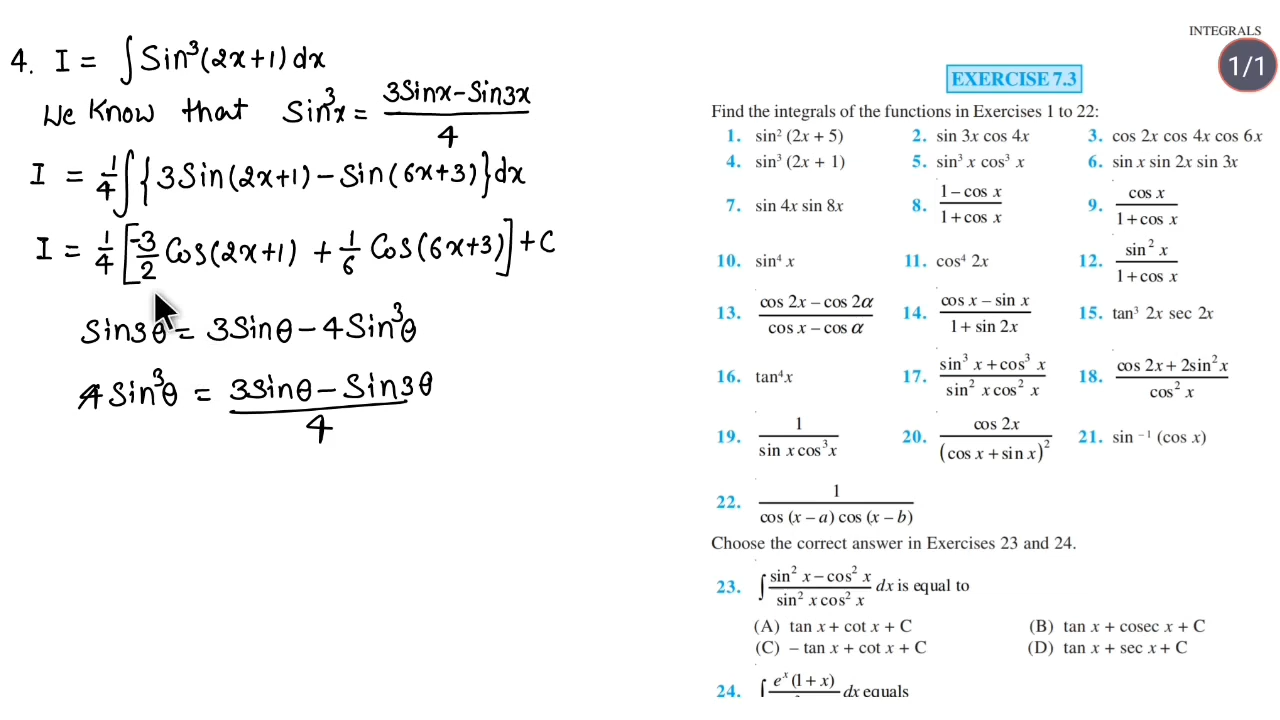 4. I = ∫ Sin³(2x+1) dx
We Know that Sin³x = 3Sinx – Sin3x / 4
I = 1/4 ∫ { 3Sin(2x+1) – Sin(6x+3) } dx
I = 1/4 [ -3/2 Cos(2x+1) + 1/6 Cos(6x+3) ] + C
Sin3θ = 3Sinθ – 4Sin³θ
4Sin³θ = 3Sinθ – Sin3θ / 4
INTEGRALS
1/1
EXERCISE 7.3
Find the integrals of the functions in Exercises 1 to 22:
1. sin² (2x + 5) 2. sin 3x cos 4x 3. cos 2x cos 4x cos 6x
4. sin³ (2x + 1) 5. sin³ x cos³ x 6. sin x sin 2x sin 3x
7. sin 4x sin 8x 8. 1 – cos x / 1 + cos x 9. cos x / 1 + cos x
10. sin⁴ x 11. cos⁴ 2x 12. sin² x / 1 + cos x
13. cos 2x – cos 2α / cos x – cos α 14. cos x – sin x / 1 + sin 2x 15. tan³ 2x sec 2x
16. tan⁴x 17. sin³ x + cos³ x / sin² x cos² x 18. cos 2x + 2sin² x / cos² x
19. 1 / sin x cos³ x 20. cos 2x / (cos x + sin x)² 21. sin ⁻¹ (cos x)
22. 1 / cos (x – a) cos (x – b)
Choose the correct answer in Exercises 23 and 24.
23. ∫ sin² x – cos² x / sin² x cos² x dx is equal to
(A) tan x + cot x + C (B) tan x + cosec x + C
(C) – tan x + cot x + C (D) tan x + sec x + C
24. ∫ eˣ (1 + x) / dx equals